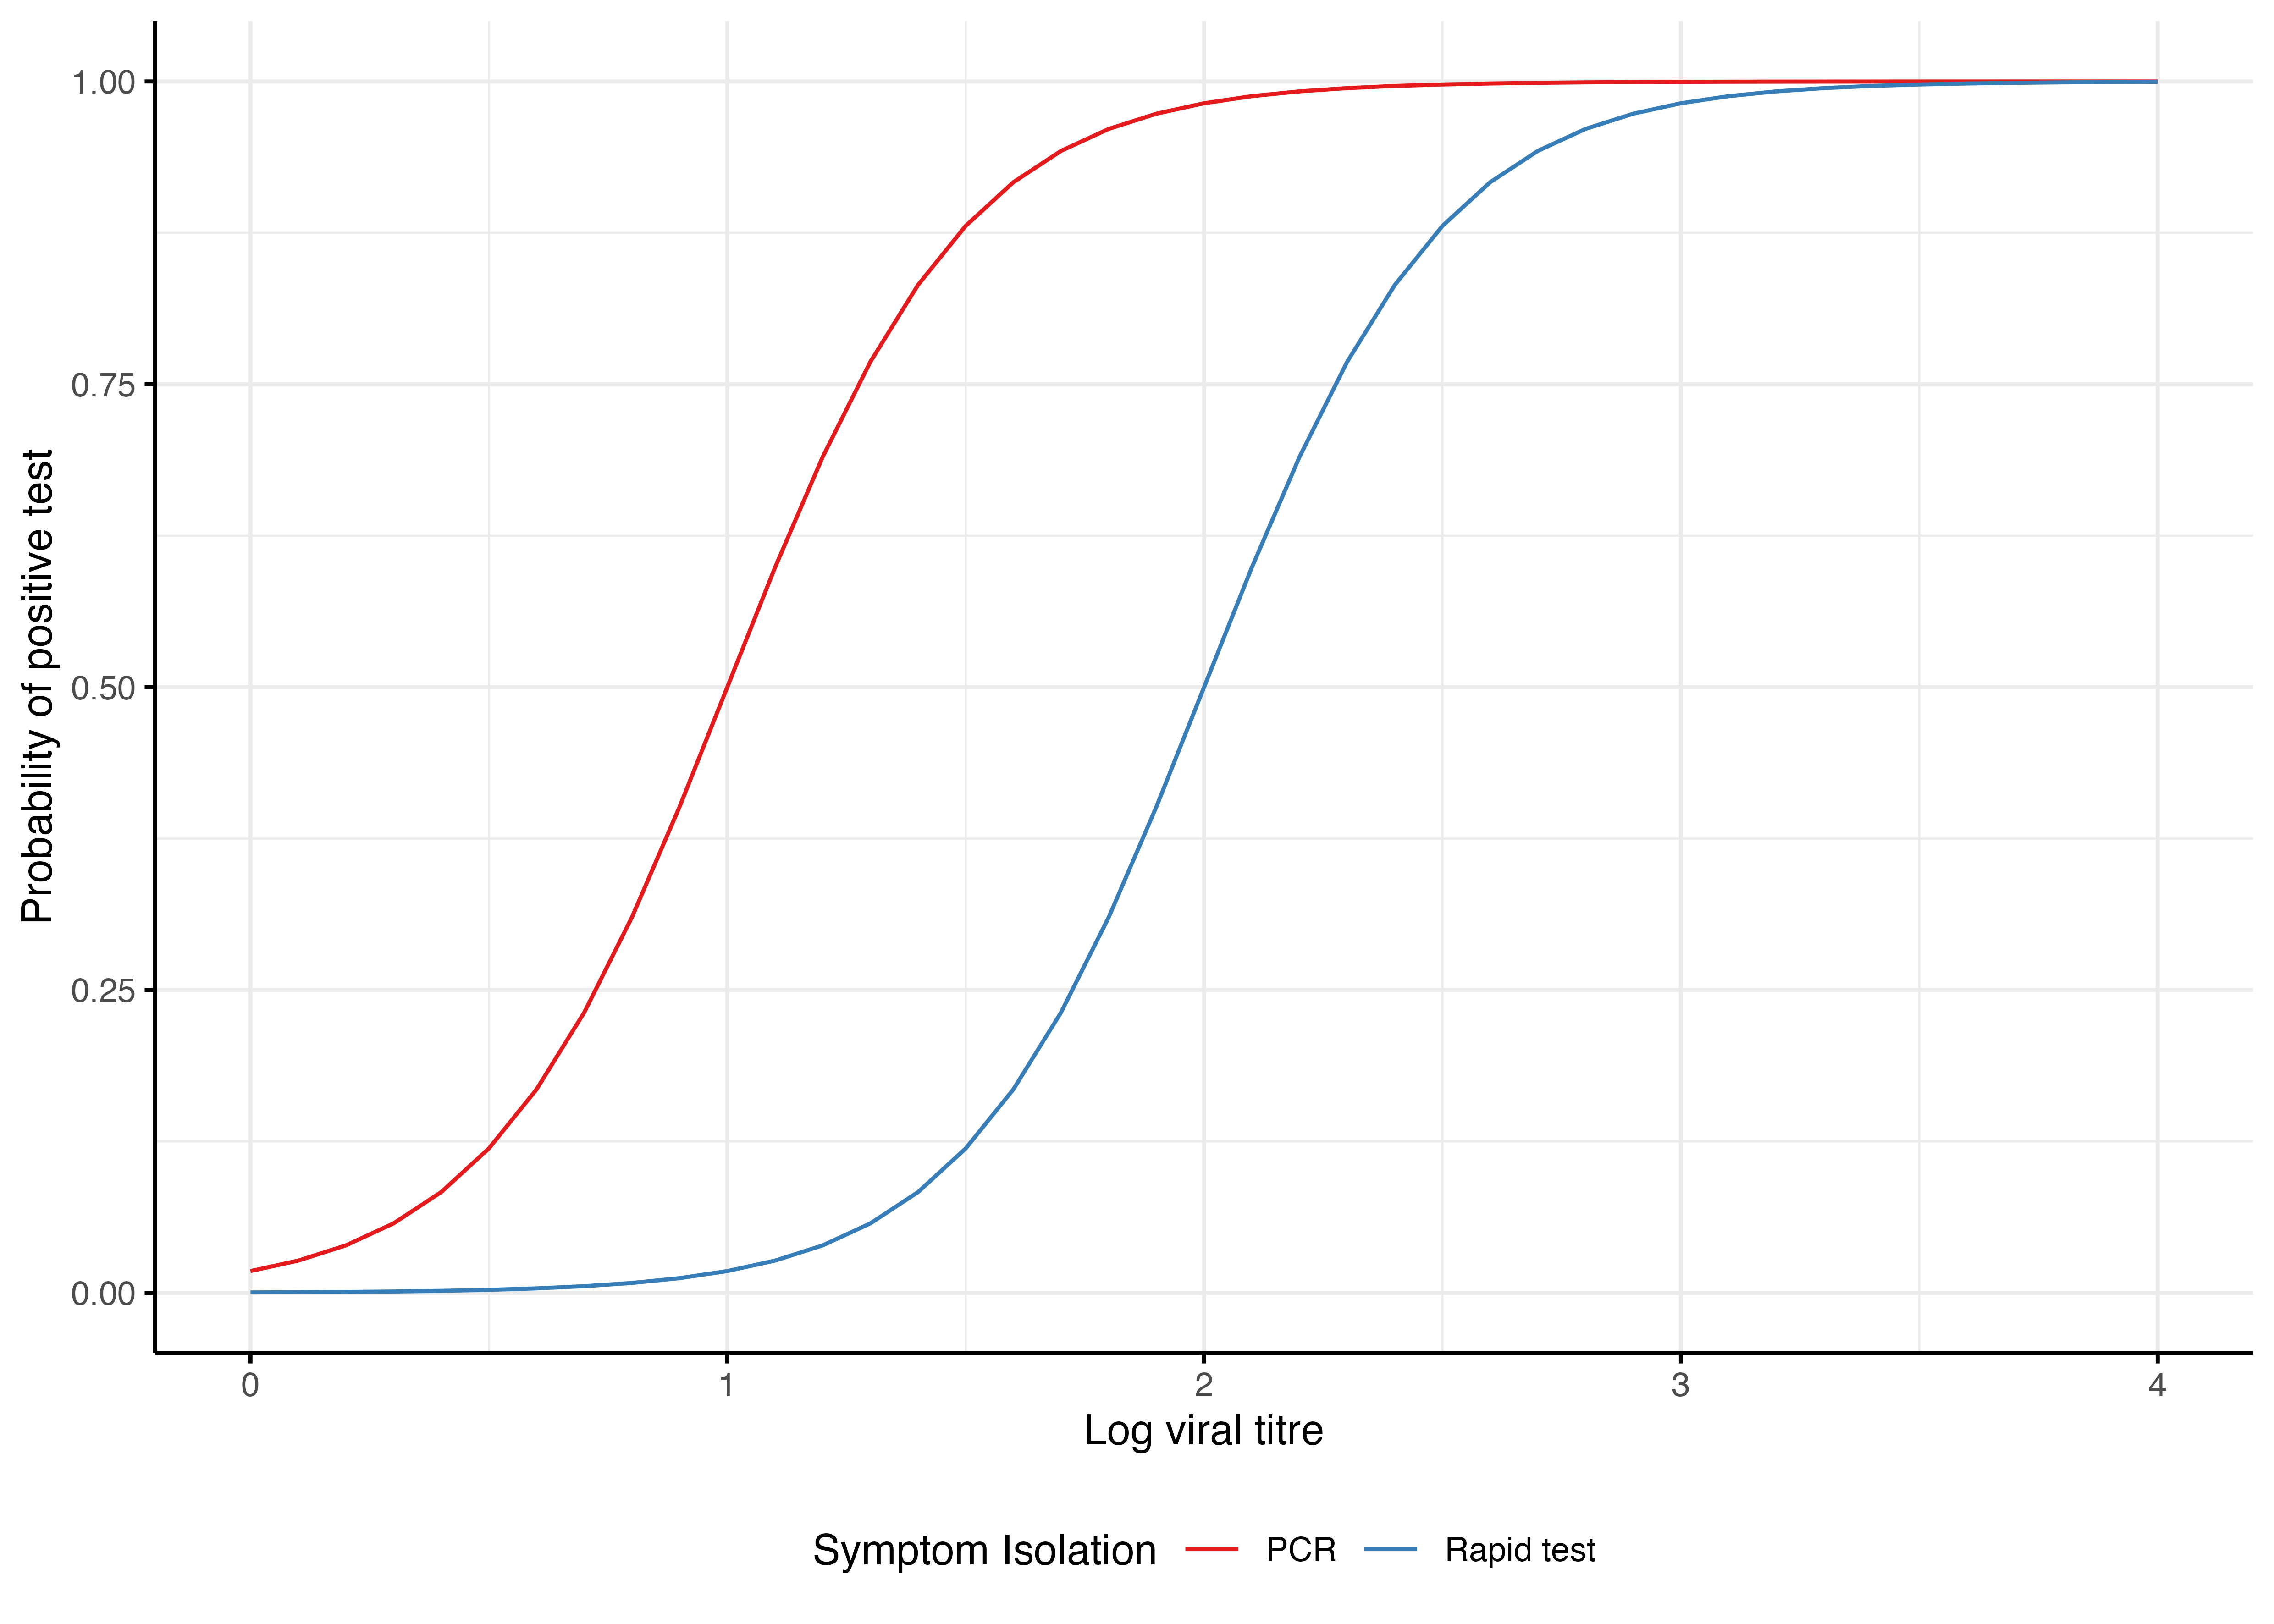 Probability of positive test
1.00
0.75
0.50
0.25
0.00
0 1 2 3 4
Log viral titre
Symptom Isolation PCR Rapid test